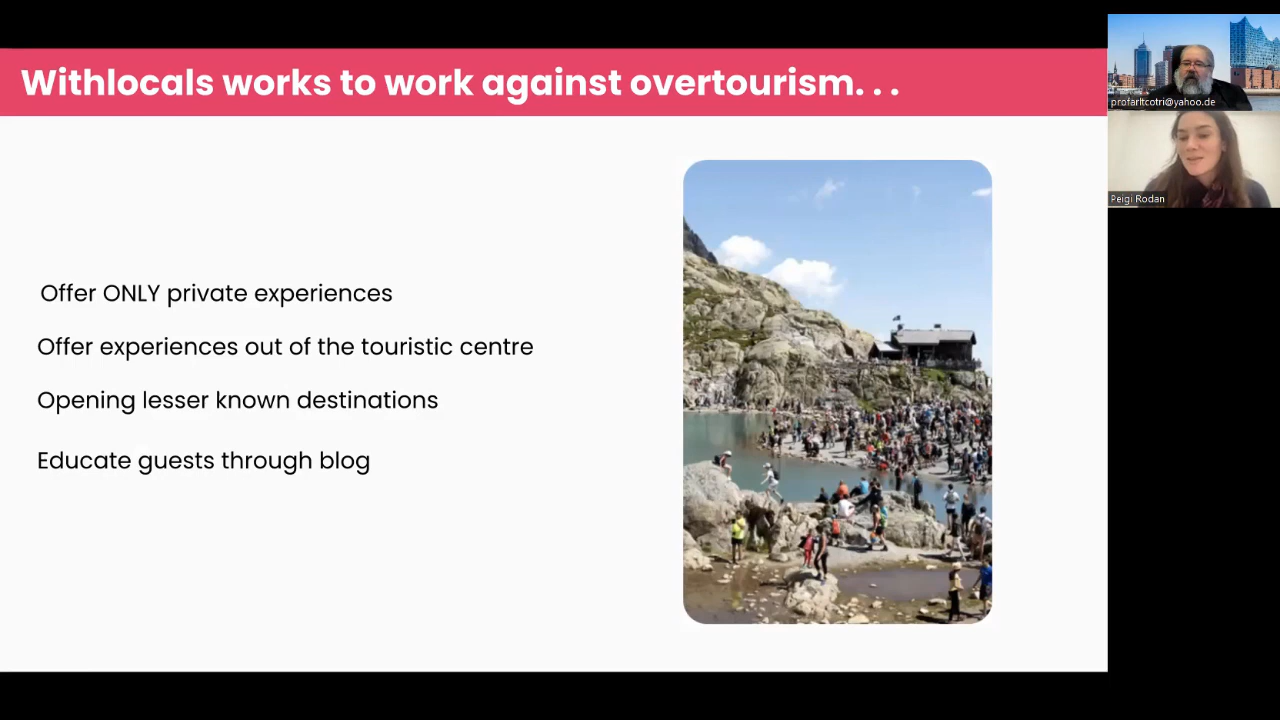 Withlocals works to work against overtourism. . .
Offer ONLY private experiences
Offer experiences out of the touristic centre
Opening lesser known destinations
Educate guests through blog
profarltcotri@yahoo.de
Peigi Rodan